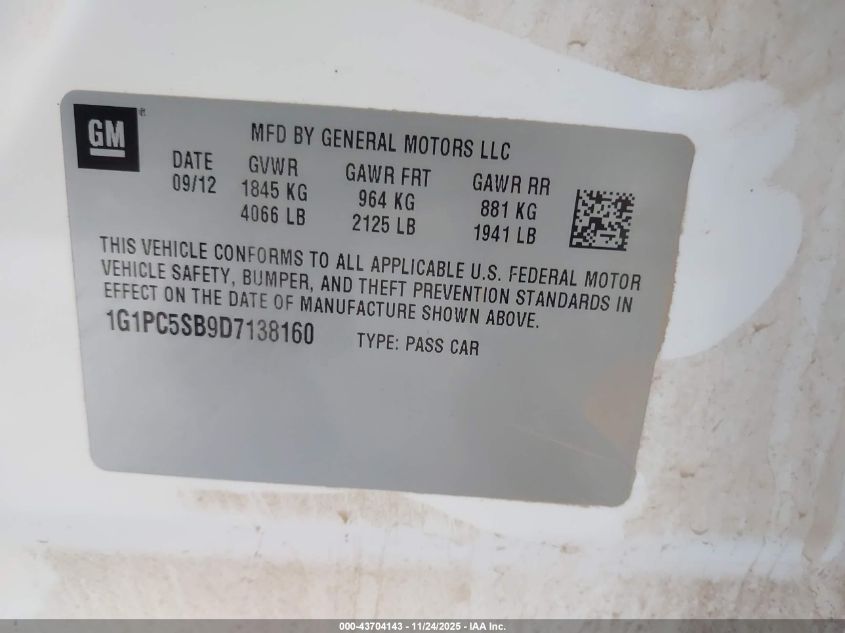 GM
MFD BY GENERAL MOTORS LLC
DATE GVWR GAWR FRT GAWR RR
09/12 1845 KG 964 KG 881 KG
4066 LB 2125 LB 1941 LB
THIS VEHICLE CONFORMS TO ALL APPLICABLE U.S. FEDERAL MOTOR
VEHICLE SAFETY, BUMPER, AND THEFT PREVENTION STANDARDS IN
EFFECT ON THE DATE OF MANUFACTURE SHOWN ABOVE.
1G1PC5SB9D7138160 TYPE: PASS CAR
000-43704143 - 11/24/2025 - IAA Inc.